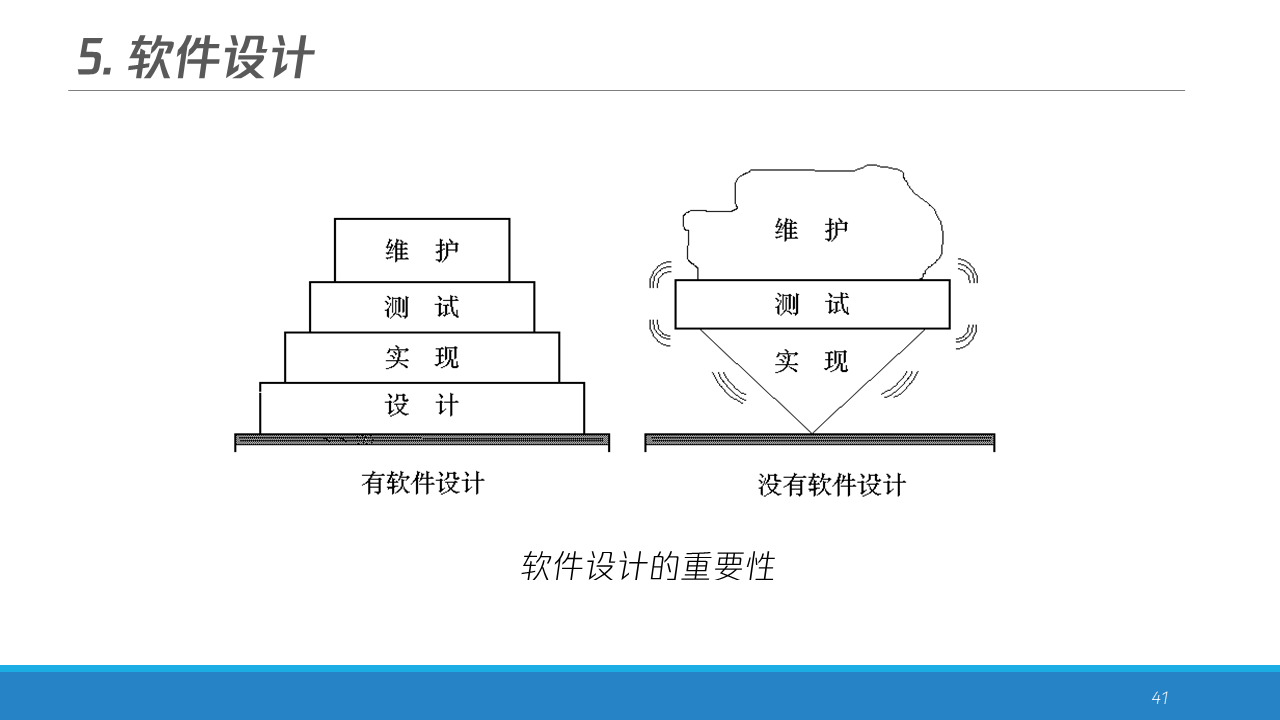 5. 软件设计
维 护
测 试
实 现
设 计
有软件设计
维 护
测 试
实 现
没有软件设计
软件设计的重要性
41